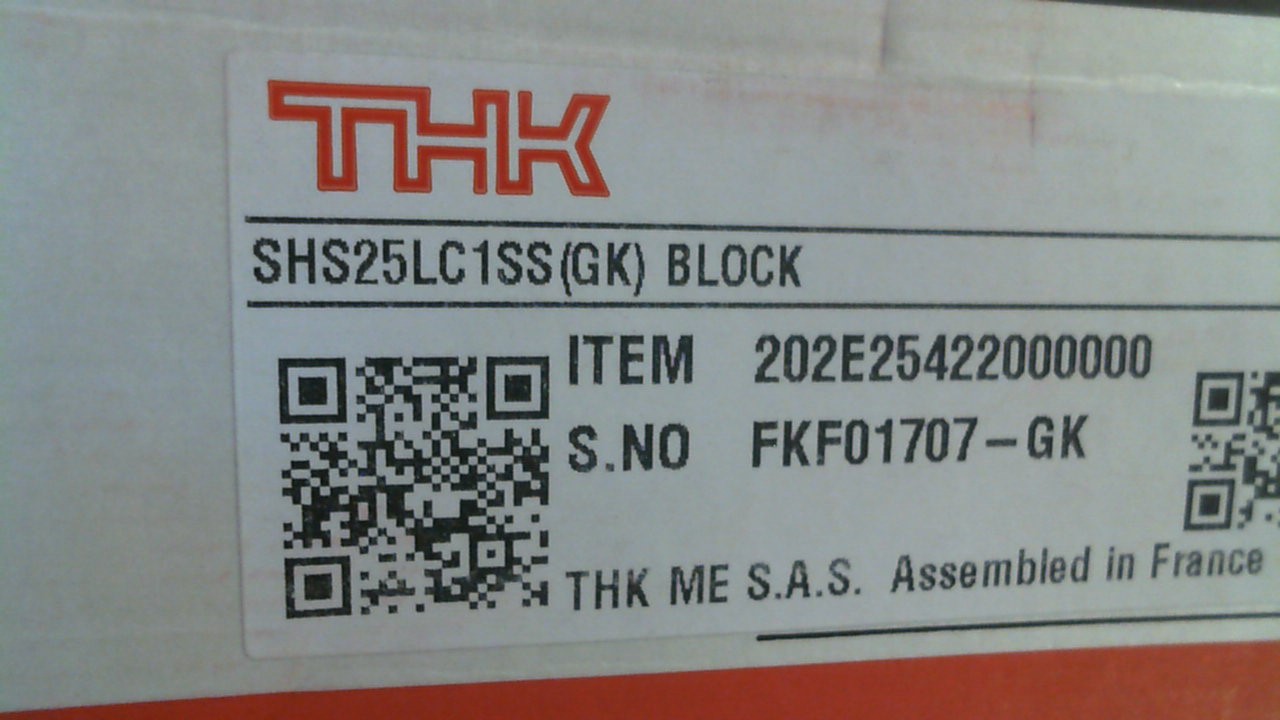 THK
SHS25LC1SS(GK) BLOCK
ITEM 202E25422000000
S.NO FKF01707-GK
THK ME S.A.S. Assembled in France